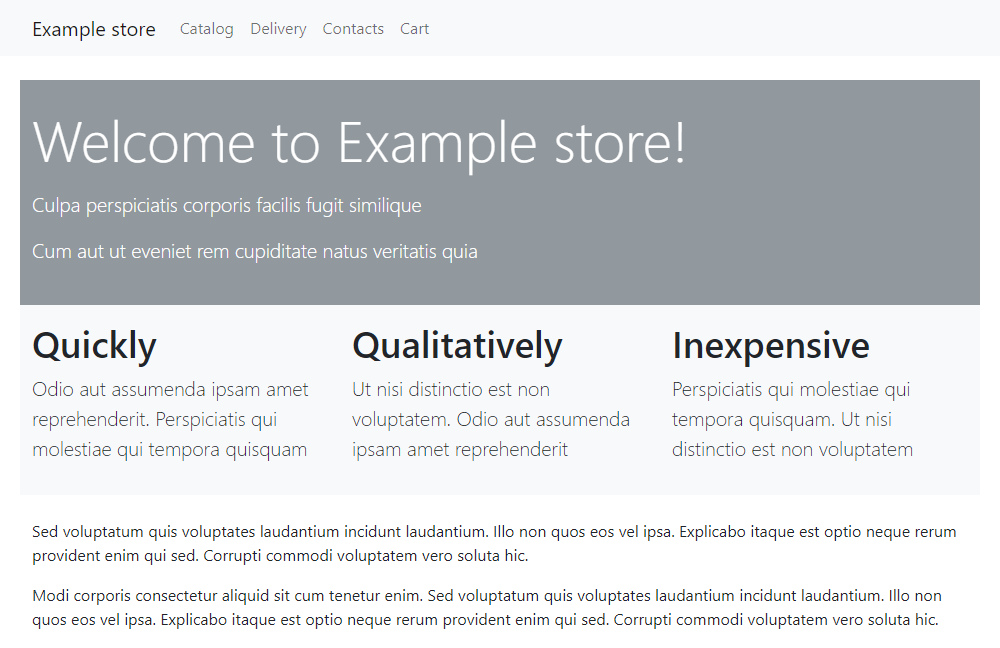 Example store Catalog Delivery Contacts Cart
Welcome to Example store!
Culpa perspiciatis corporis facilis fugit similique
Cum aut ut eveniet rem cupiditate natus veritatis quia
Quickly
Odio aut assumenda ipsam amet
reprehenderit. Perspiciatis qui
molestiae qui tempora quisquam
Qualitatively
Ut nisi distinctio est non
voluptatem. Odio aut assumenda
ipsam amet reprehenderit
Inexpensive
Perspiciatis qui molestiae qui
tempora quisquam. Ut nisi
distinctio est non voluptatem
Sed voluptatum quis voluptates laudantium incidunt laudantium. Illo non quos eos vel ipsa. Explicabo itaque est optio neque rerum
provident enim qui sed. Corrupti commodi voluptatem vero soluta hic.
Modi corporis consectetur aliquid sit cum tenetur enim. Sed voluptatum quis voluptates laudantium incidunt laudantium. Illo non
quos eos vel ipsa. Explicabo itaque est optio neque rerum provident enim qui sed. Corrupti commodi voluptatem vero soluta hic.